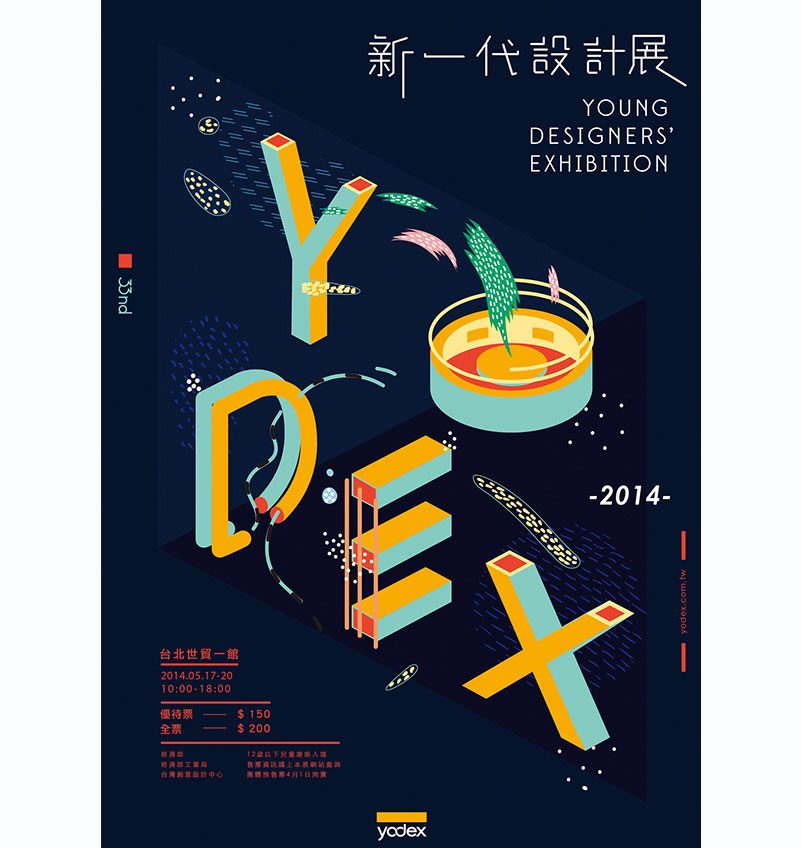 新一代設計展
YOUNG
DESIGNERS'
EXHIBITION
33nd
YODEX
-2014-
yodex.com.tw
台北世貿一館
2014.05.17-20
10:00-18:00
優待票 —— $ 150
全票 —— $ 200
經濟部
經濟部工業局
台灣創意設計中心
12歲以下兒童謝絕入場
售票資訊請上本展網站查詢
團體預售票4月1日開賣
yodex